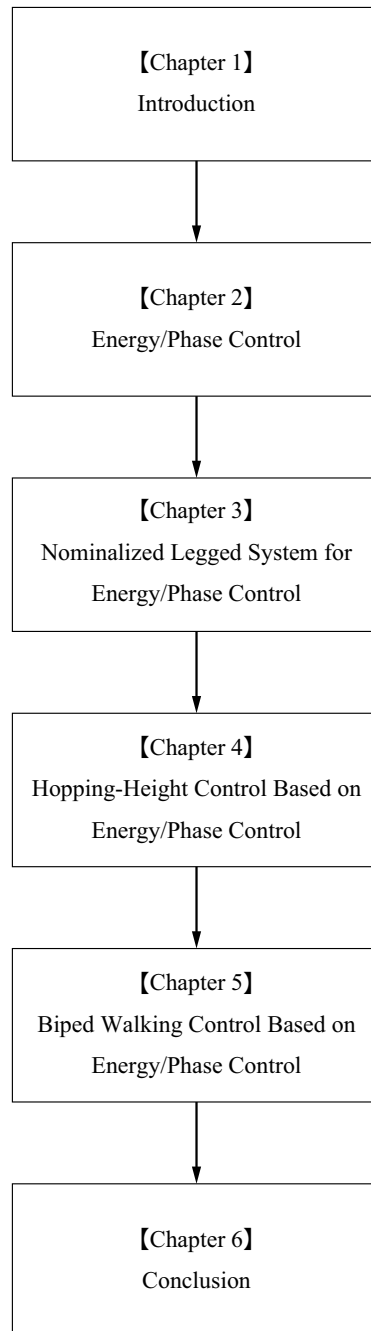 【Chapter 1】
Introduction
【Chapter 2】
Energy/Phase Control
【Chapter 3】
Nominalized Legged System for
Energy/Phase Control
【Chapter 4】
Hopping-Height Control Based on
Energy/Phase Control
【Chapter 5】
Biped Walking Control Based on
Energy/Phase Control
【Chapter 6】
Conclusion